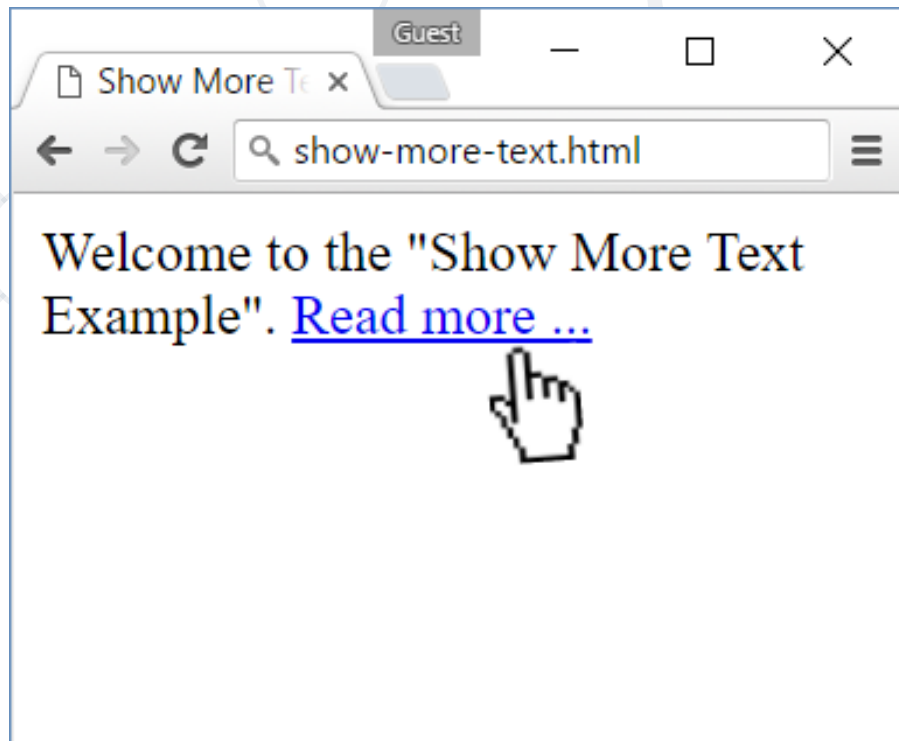 Guest
Show More Te
show-more-text.html
Welcome to the "Show More Text
Example". Read more ...